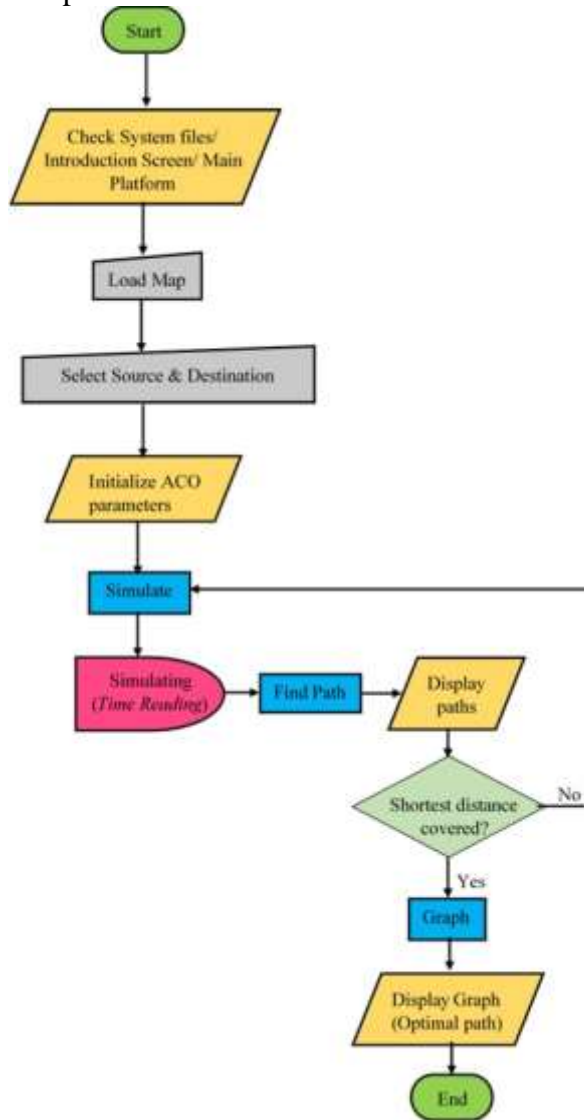 Start
Check System files/
Introduction Screen/ Main
Platform
Load Map
Select Source & Destination
Initialize ACO
parameters
Simulate
Simulating
(Time Reading)
Find Path
Display
paths
Shortest distance
covered?
No
Yes
Graph
Display Graph
(Optimal path)
End